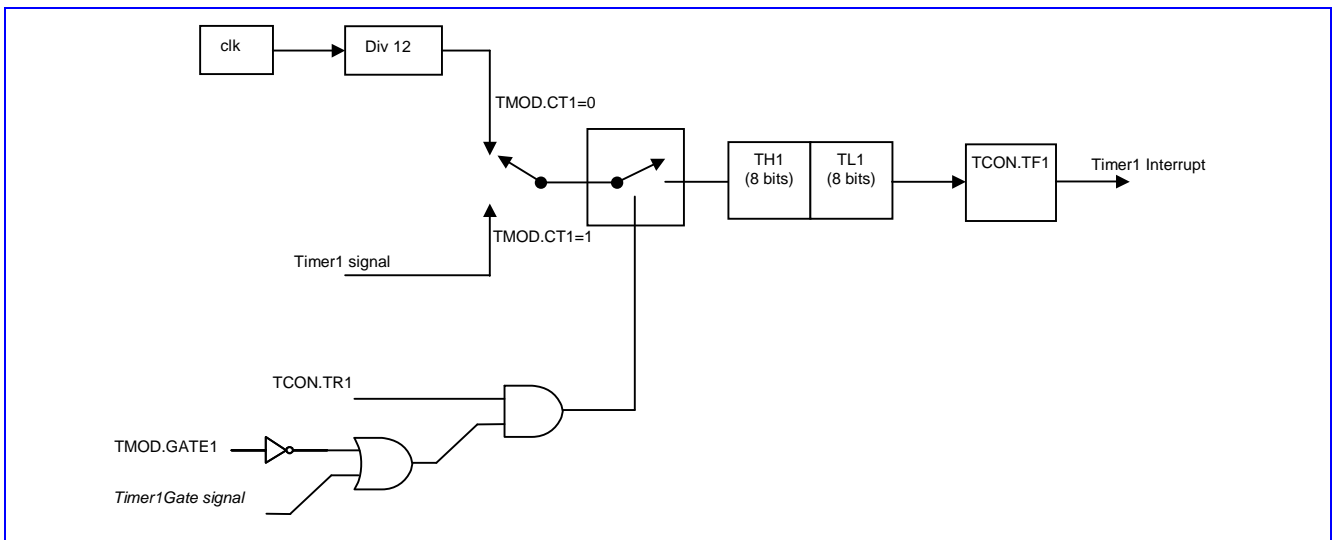 clk
Div 12
TMOD.CT1=0
TH1
(8 bits)
TL1
(8 bits)
TCON.TF1
Timer1 Interrupt
TMOD.CT1=1
Timer1 signal
TCON.TR1
TMOD.GATE1
Timer1Gate signal